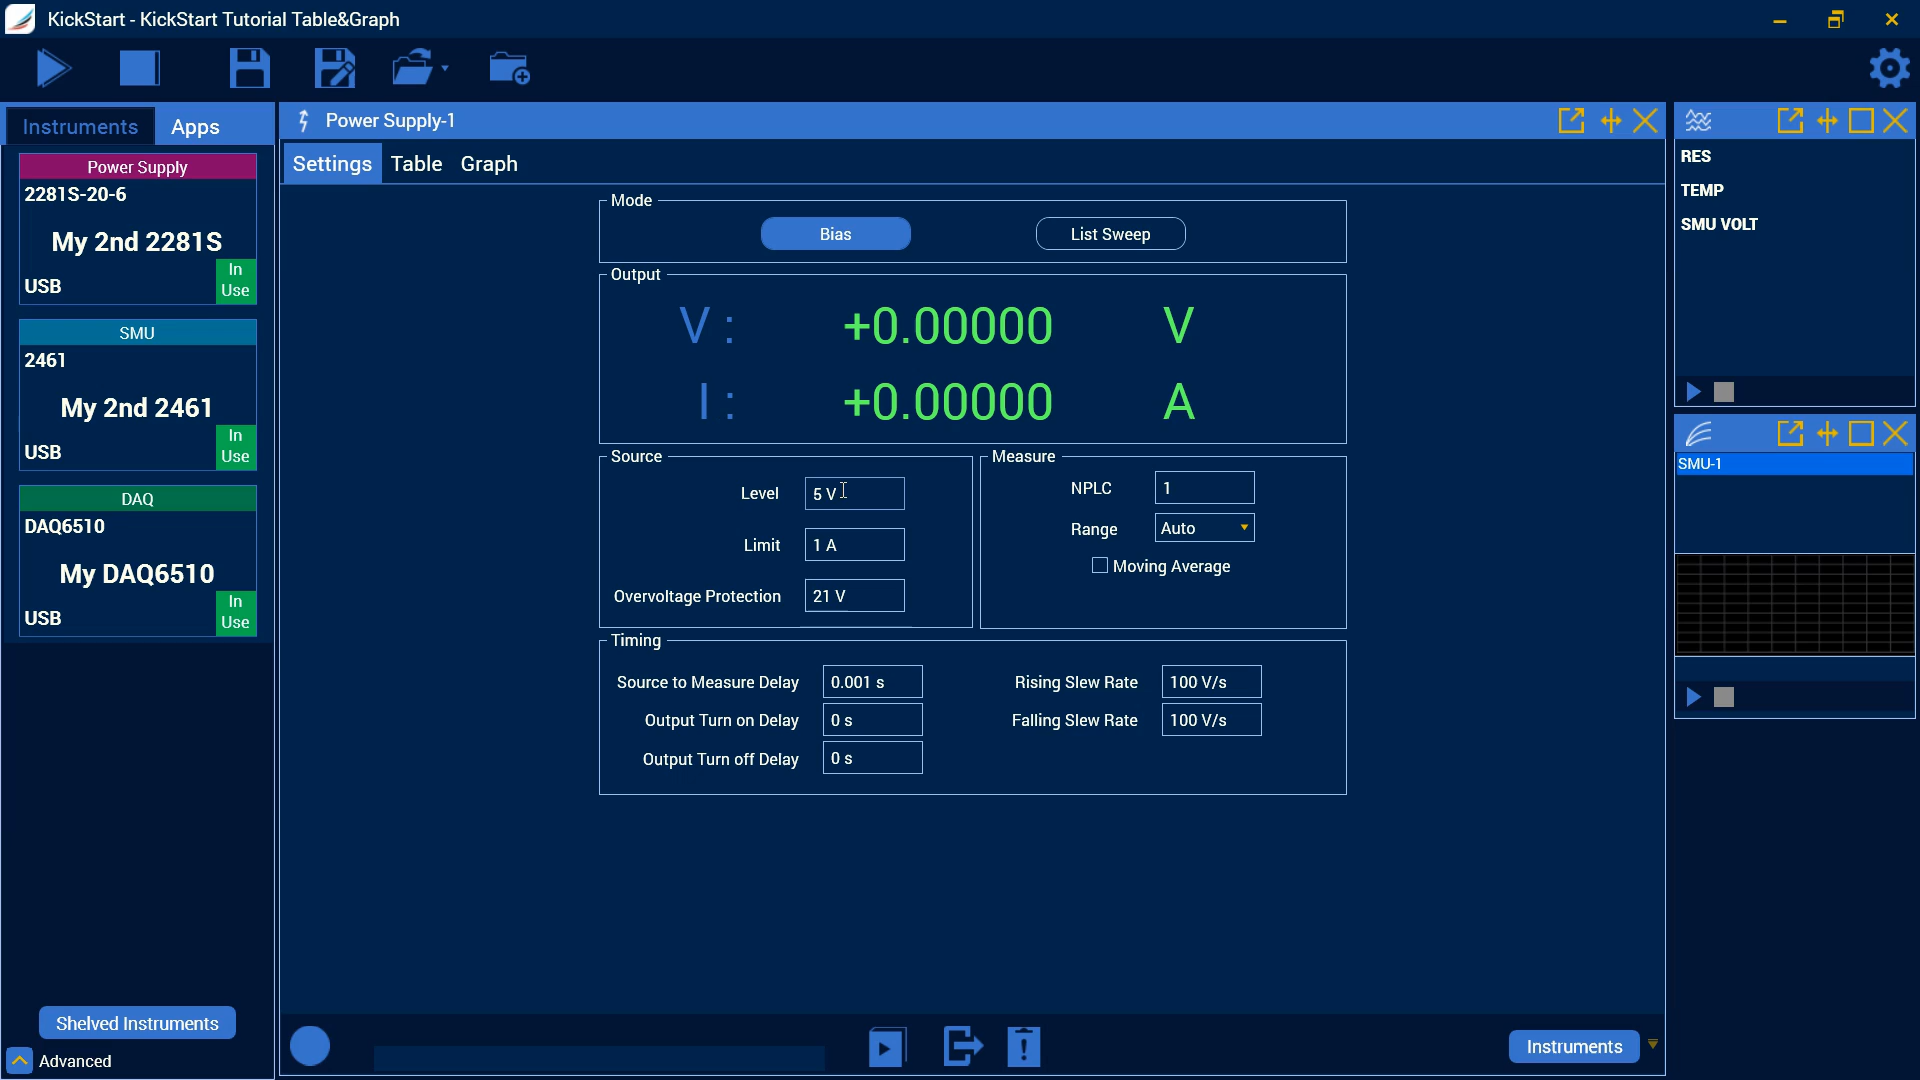 KickStart - KickStart Tutorial Table&Graph
Instruments
Apps
Power Supply
2281S-20-6
My 2nd 2281S
USB
In
Use
SMU
2461
My 2nd 2461
USB
In
Use
DAQ
DAQ6510
My DAQ6510
USB
In
Use
Shelved Instruments
Advanced
Power Supply-1
Settings
Table
Graph
Mode
Bias
List Sweep
Output
V : +0.00000 V
I : +0.00000 A
Source
Level 5 V
Limit 1 A
Overvoltage Protection 21 V
Measure
NPLC 1
Range Auto
Moving Average
Timing
Source to Measure Delay 0.001 s
Output Turn on Delay 0 s
Output Turn off Delay 0 s
Rising Slew Rate 100 V/s
Falling Slew Rate 100 V/s
Instruments
RES
TEMP
SMU VOLT
SMU-1